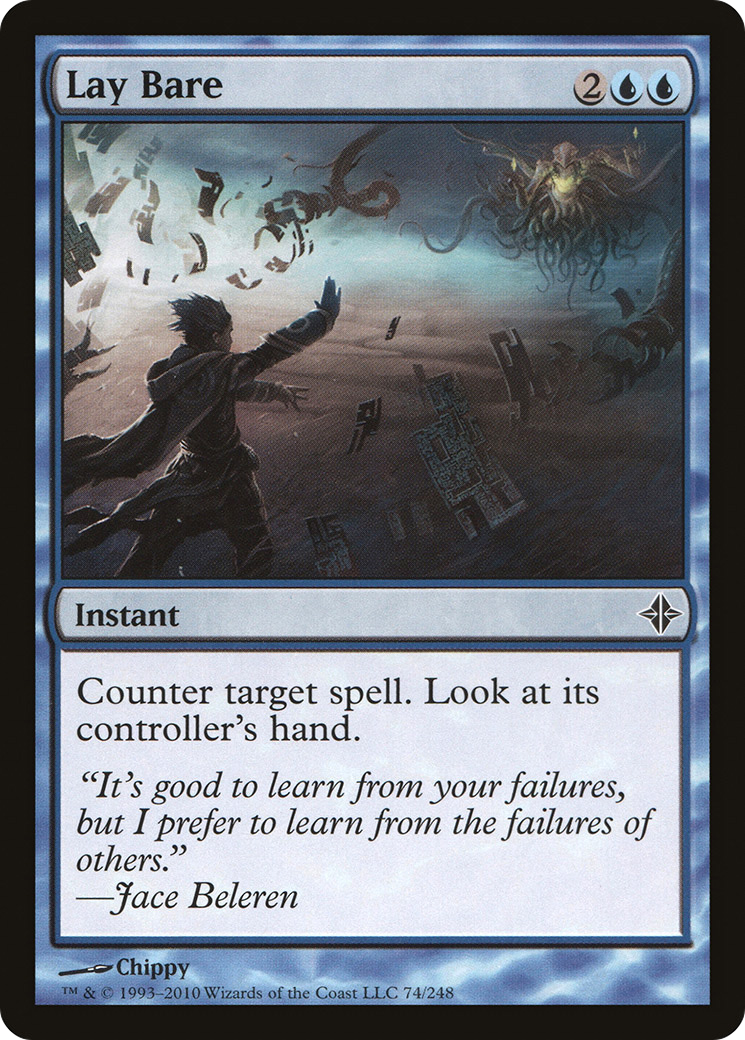 Lay Bare 2
Instant
Counter target spell. Look at its
controller's hand.
“It's good to learn from your failures,
but I prefer to learn from the failures of
others.”
—Jace Beleren
Chippy
™ & © 1993–2010 Wizards of the Coast LLC 74/248